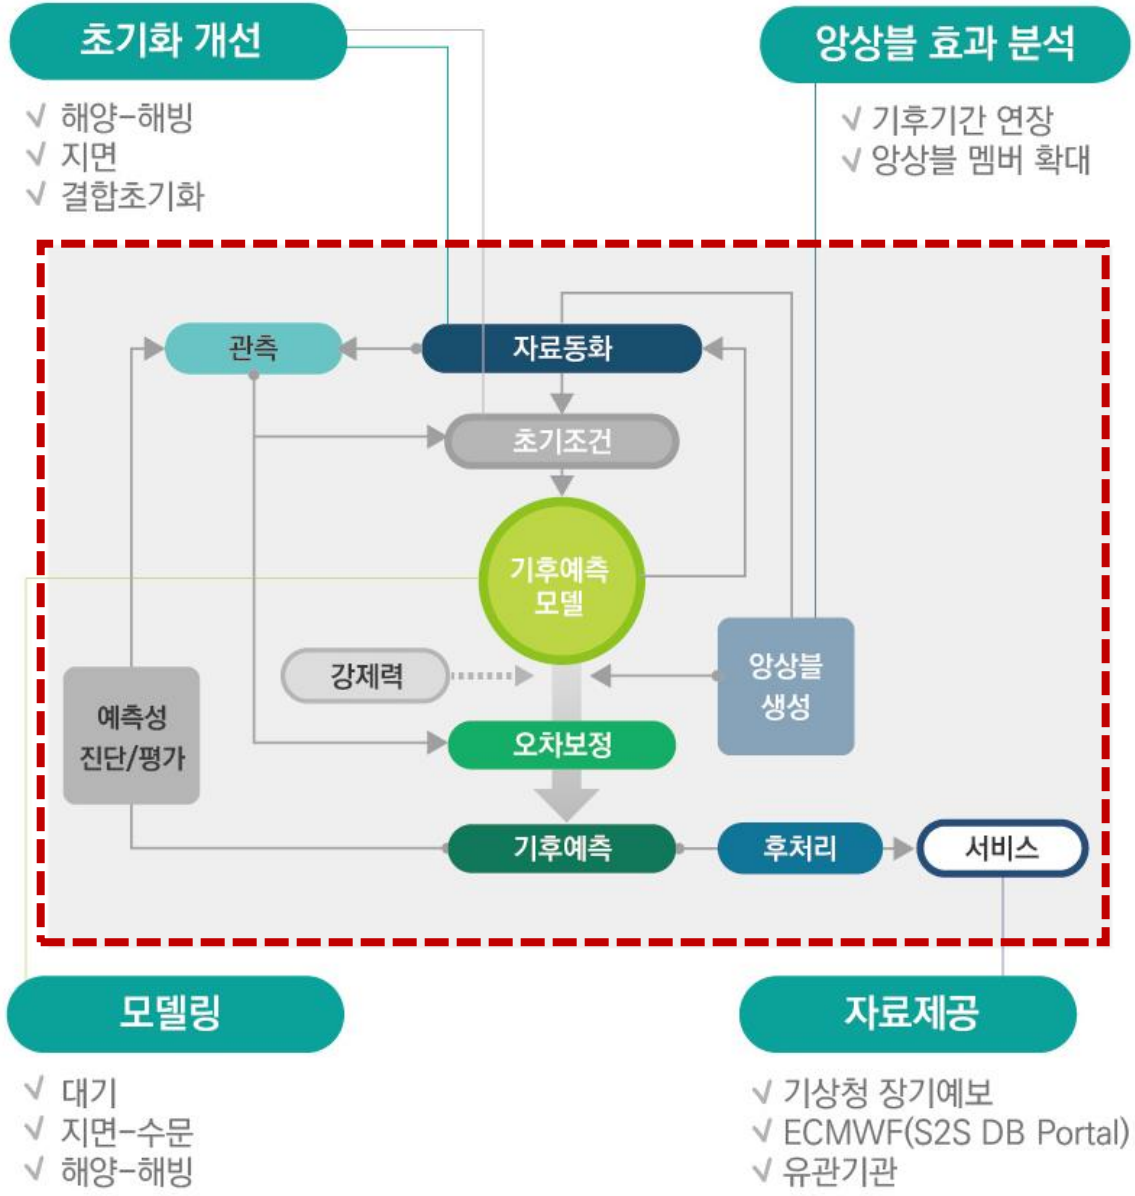 초기화 개선
앙상블 효과 분석
√ 해양-해빙
√ 지면
√ 결합초기화
√ 기후기간 연장
√ 앙상블 멤버 확대
관측
자료동화
초기조건
기후예측
모델
강제력
앙상블
생성
예측성
진단/평가
오차보정
기후예측
후처리
서비스
모델링
자료제공
√ 대기
√ 지면-수문
√ 해양-해빙
√ 기상청 장기예보
√ ECMWF(S2S DB Portal)
√ 유관기관